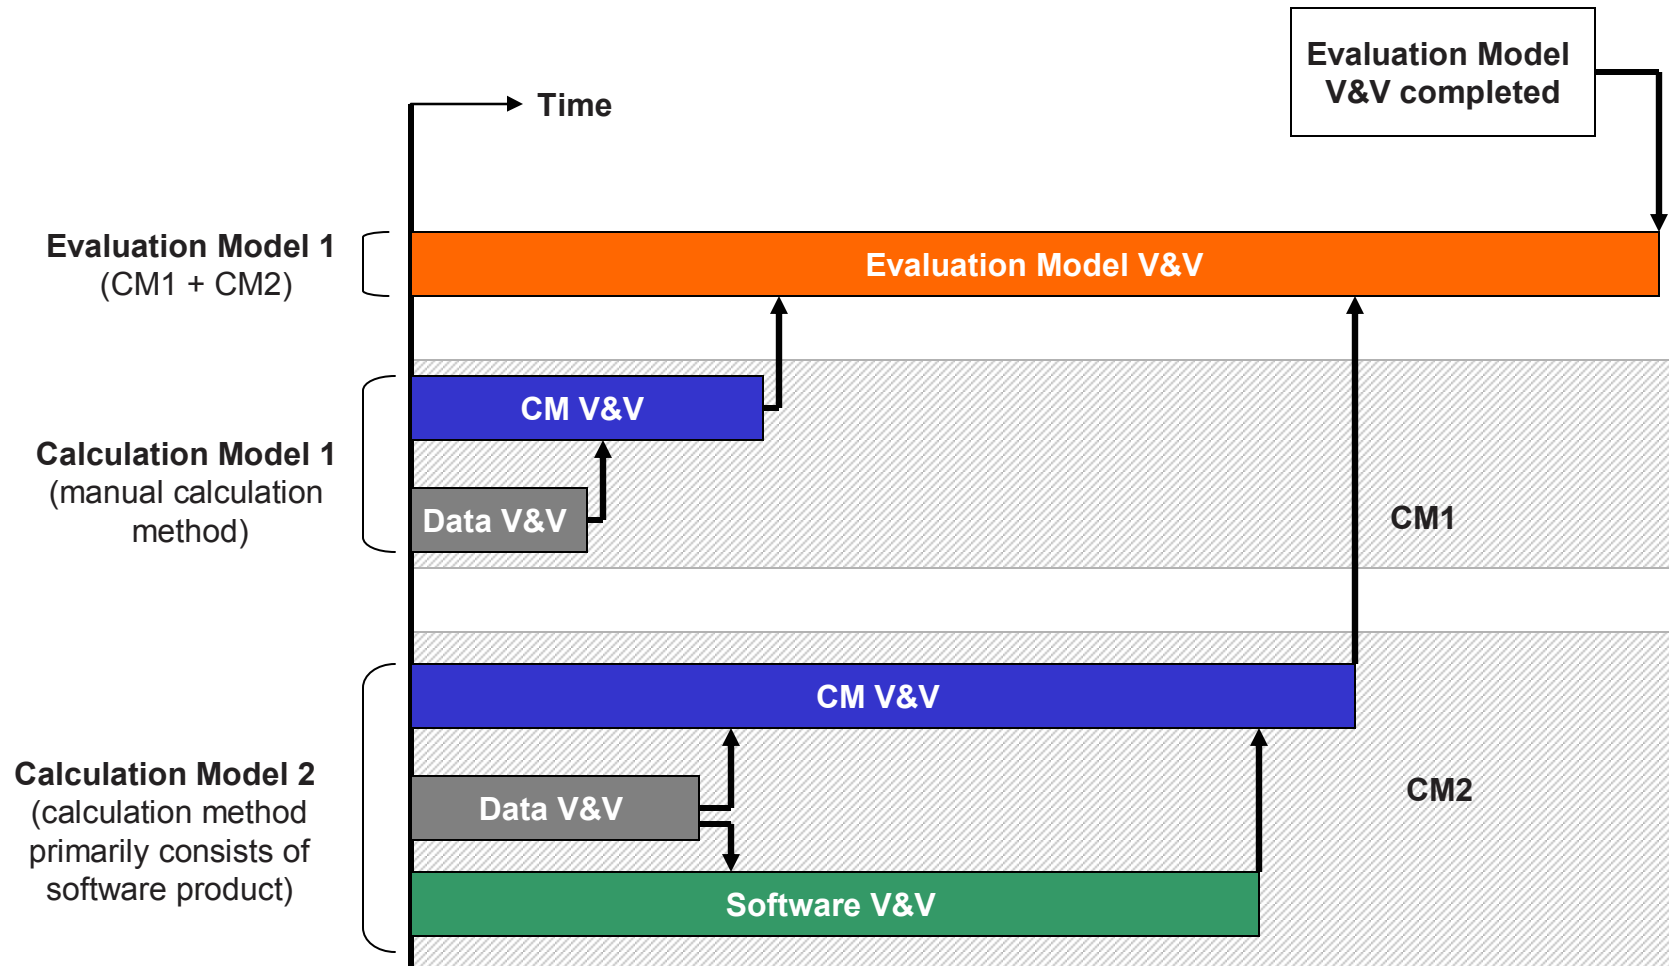 Evaluation Model
V&V completed
Time
Evaluation Model 1
(CM1 + CM2)
Evaluation Model V&V
CM V&V
Calculation Model 1
(manual calculation
method)
Data V&V
CM1
CM V&V
Calculation Model 2
(calculation method
primarily consists of
software product)
Data V&V
CM2
Software V&V